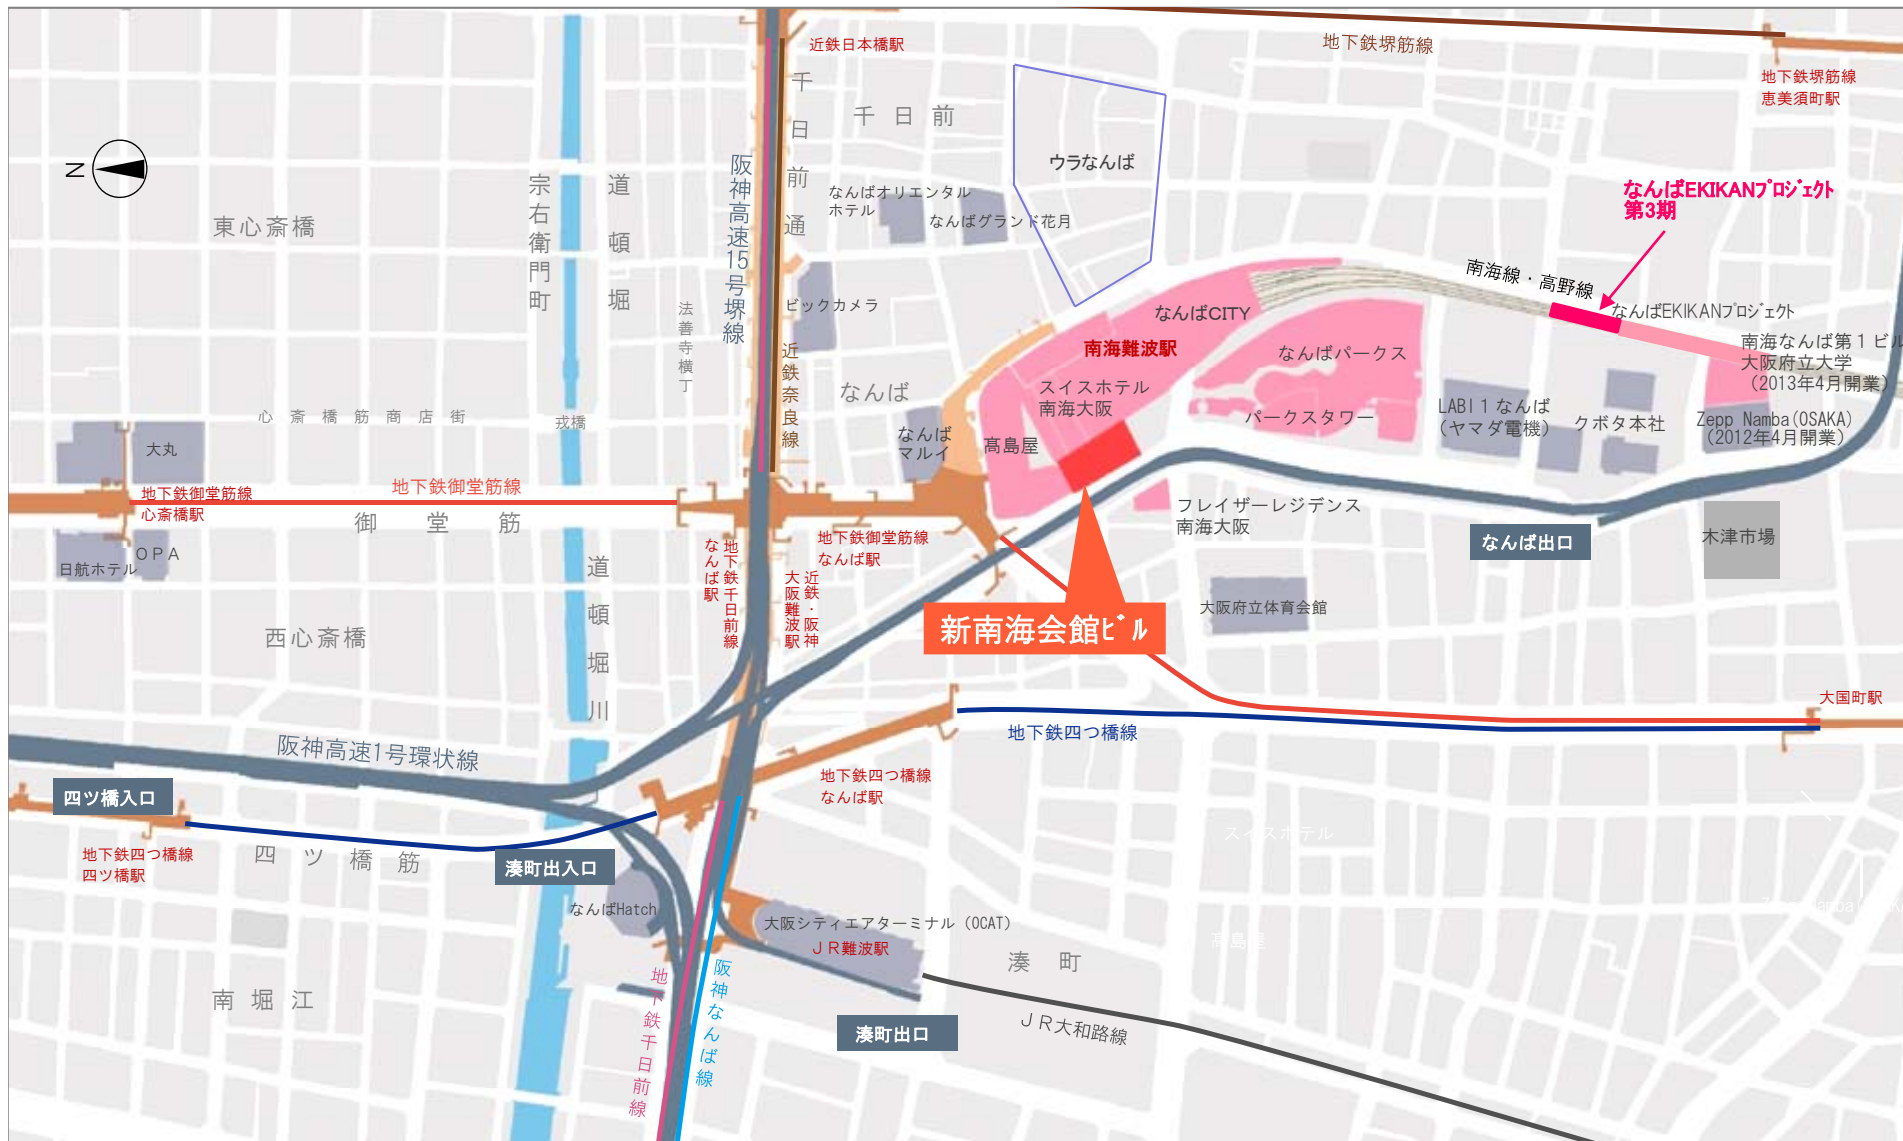 近鉄日本橋駅
地下鉄堺筋線
地下鉄堺筋線
恵美須町駅
千日前通
千日前
N
ウラなんば
阪神高速15号堺線
宗右衛門町
道頓堀
なんばオリエンタル
ホテル
なんばグランド花月
東心斎橋
なんばEKIKANプロジェクト
第3期
南海線・高野線
法善寺横丁
ビックカメラ
なんばCITY
なんばEKIKANプロジェクト
近鉄奈良線
南海難波駅
なんばパークス
南海なんば第1ビル
大阪府立大学
(2013年4月開業)
なんば
スイスホテル
南海大阪
心斎橋筋商店街
戎橋
パークスタワー
LABI1なんば
(ヤマダ電機)
クボタ本社
Zepp Namba(OSAKA)
(2012年4月開業)
大丸
なんば
マルイ
髙島屋
地下鉄御堂筋線
心斎橋駅
地下鉄御堂筋線
御堂筋
フレイザーレジデンス
南海大阪
なんば出口
木津市場
OPA
日航ホテル
地下鉄千日前線
なんば駅
近鉄・阪神
大阪難波駅
地下鉄御堂筋線
なんば駅
道頓堀川
新南海会館ビル
大阪府立体育会館
西心斎橋
大国町駅
地下鉄四つ橋線
阪神高速1号環状線
四ツ橋入口
地下鉄四つ橋線
なんば駅
スイスホテル
地下鉄四つ橋線
四ツ橋駅
四ツ橋筋
湊町出入口
なんばHatch
大阪シティエアターミナル(OCAT)
JR難波駅
髙島屋
湊町
南堀江
地下鉄千日前線
阪神なんば線
湊町出口
JR大和路線